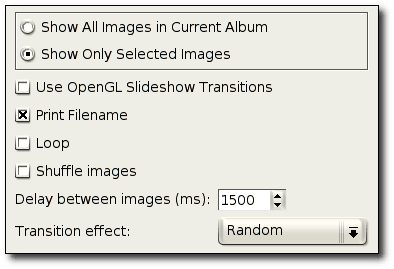 Show All Images in Current Album
Show Only Selected Images
Use OpenGL Slideshow Transitions
Print Filename
Loop
Shuffle images
Delay between images (ms): 1500
Transition effect: Random